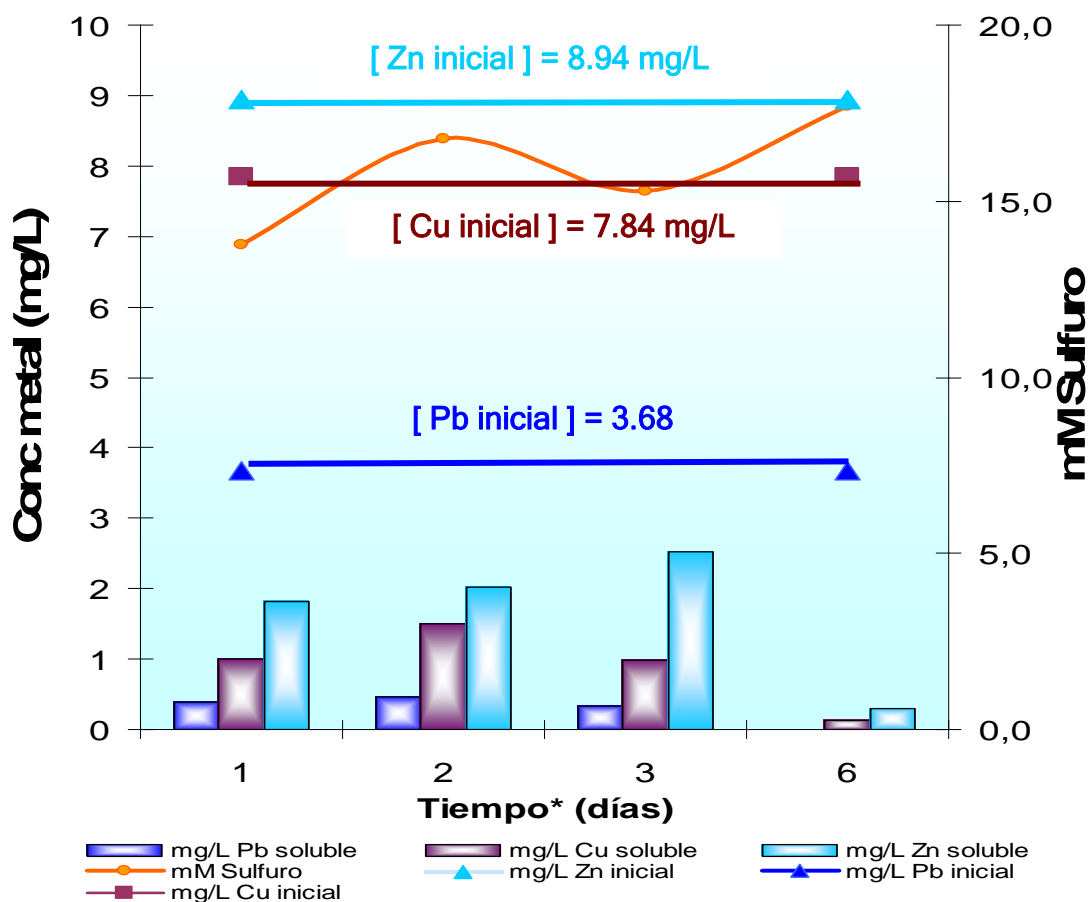 10
9
8
7
6
5
4
3
2
1
0
Conc metal (mg/L)
[ Zn inicial ] = 8.94 mg/L
[ Cu inicial ] = 7.84 mg/L
[ Pb inicial ] = 3.68
20,0
15,0
10,0
5,0
0,0
mM Sulfuro
1 2 3 6
Tiempo* (días)
mg/L Pb soluble mg/L Cu soluble mg/L Zn soluble
mM Sulfuro mg/L Zn inicial mg/L Pb inicial
mg/L Cu inicial